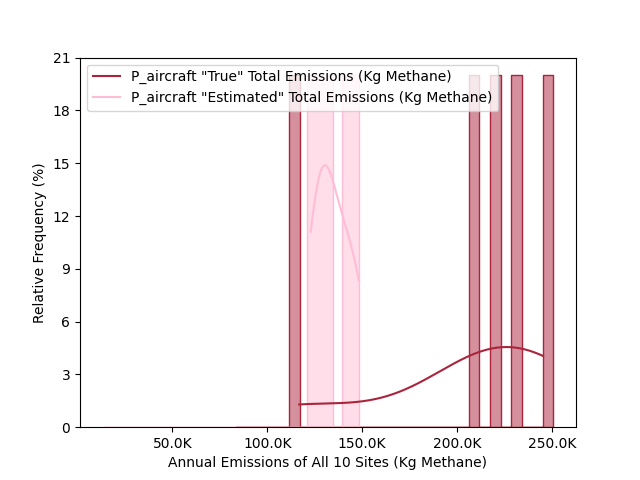 P_aircraft "True" Total Emissions (Kg Methane)
P_aircraft "Estimated" Total Emissions (Kg Methane)
21
18
15
12
9
6
3
0
Relative Frequency (%)
50.0K 100.0K 150.0K 200.0K 250.0K
Annual Emissions of All 10 Sites (Kg Methane)